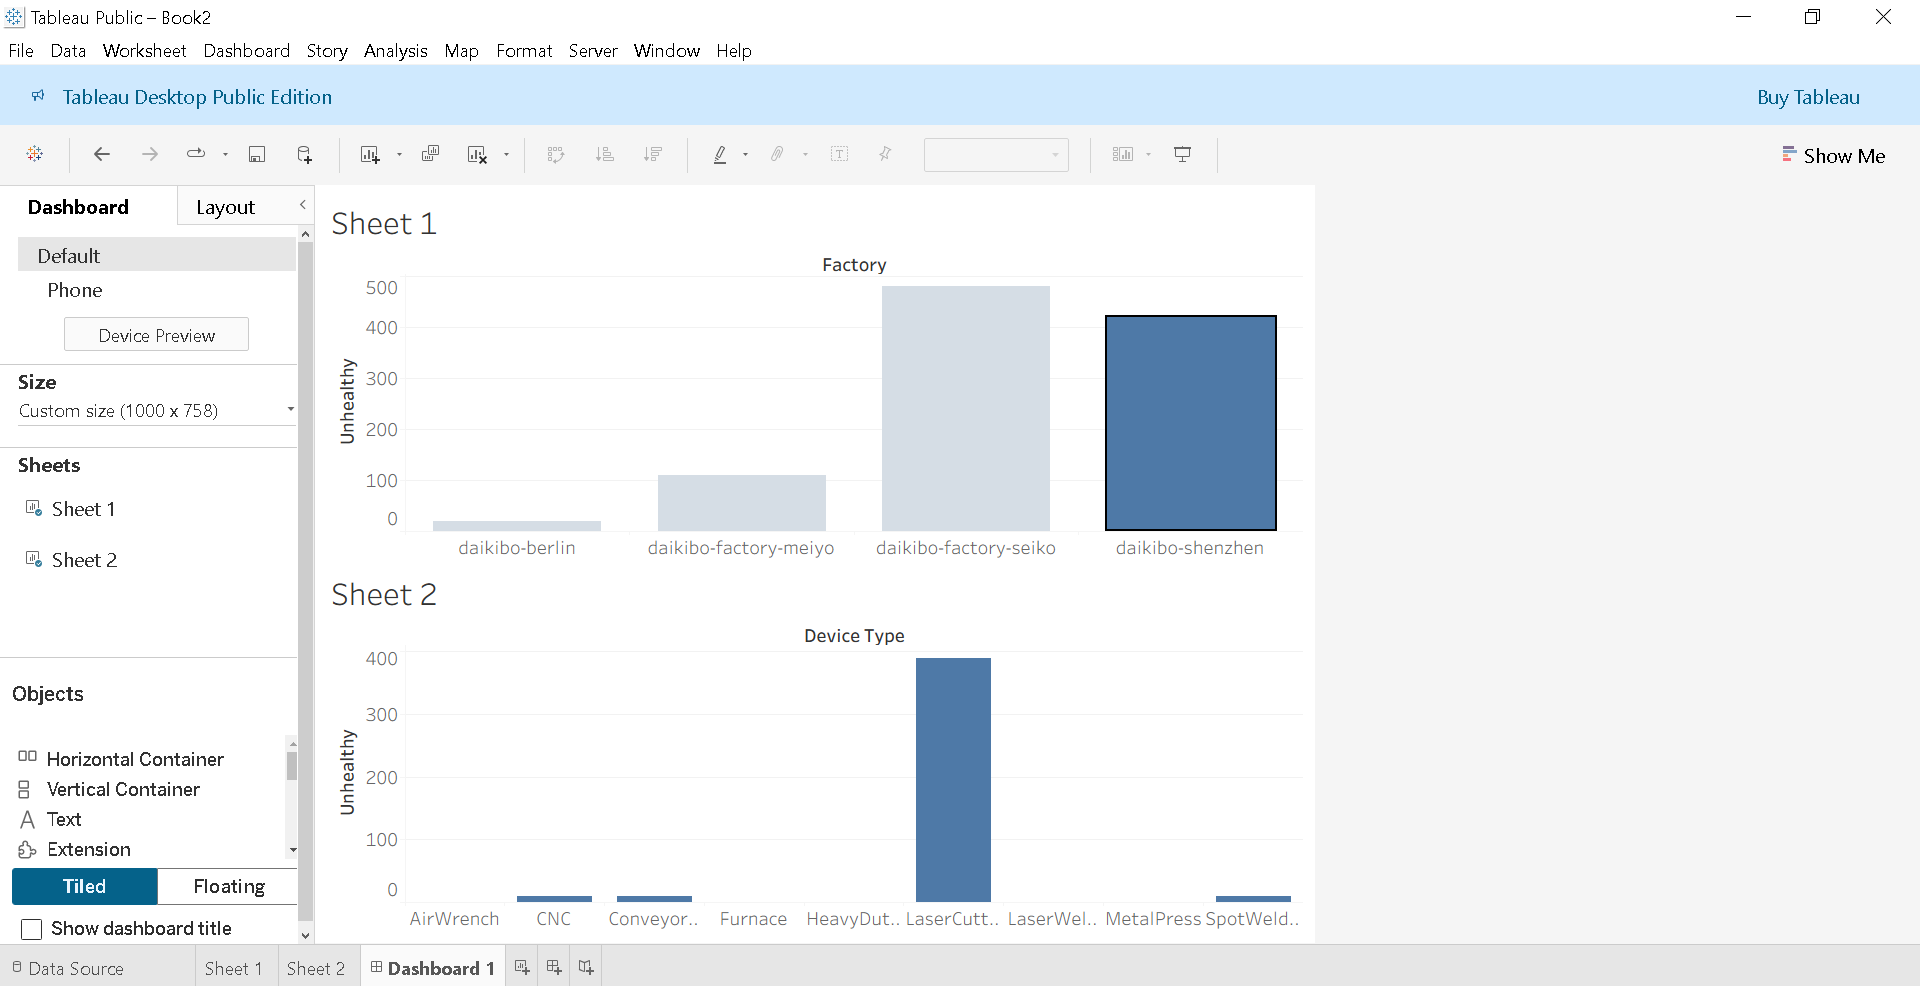 Tableau Public – Book2
File Data Worksheet Dashboard Story Analysis Map Format Server Window Help
Tableau Desktop Public Edition
Buy Tableau
Show Me
Dashboard
Layout
Default
Phone
Device Preview
Size
Custom size (1000 x 758)
Sheets
Sheet 1
Sheet 2
Objects
Horizontal Container
Vertical Container
Text
Extension
Tiled
Floating
Show dashboard title
Sheet 1
Factory
Unhealthy
500
400
300
200
100
0
daikibo-berlin
daikibo-factory-meiyo
daikibo-factory-seiko
daikibo-shenzhen
Sheet 2
Device Type
Unhealthy
400
300
200
100
0
AirWrench
CNC
Conveyor..
Furnace
HeavyDut..
LaserCutt..
LaserWel..
MetalPress
SpotWeld..
Data Source
Sheet 1
Sheet 2
Dashboard 1